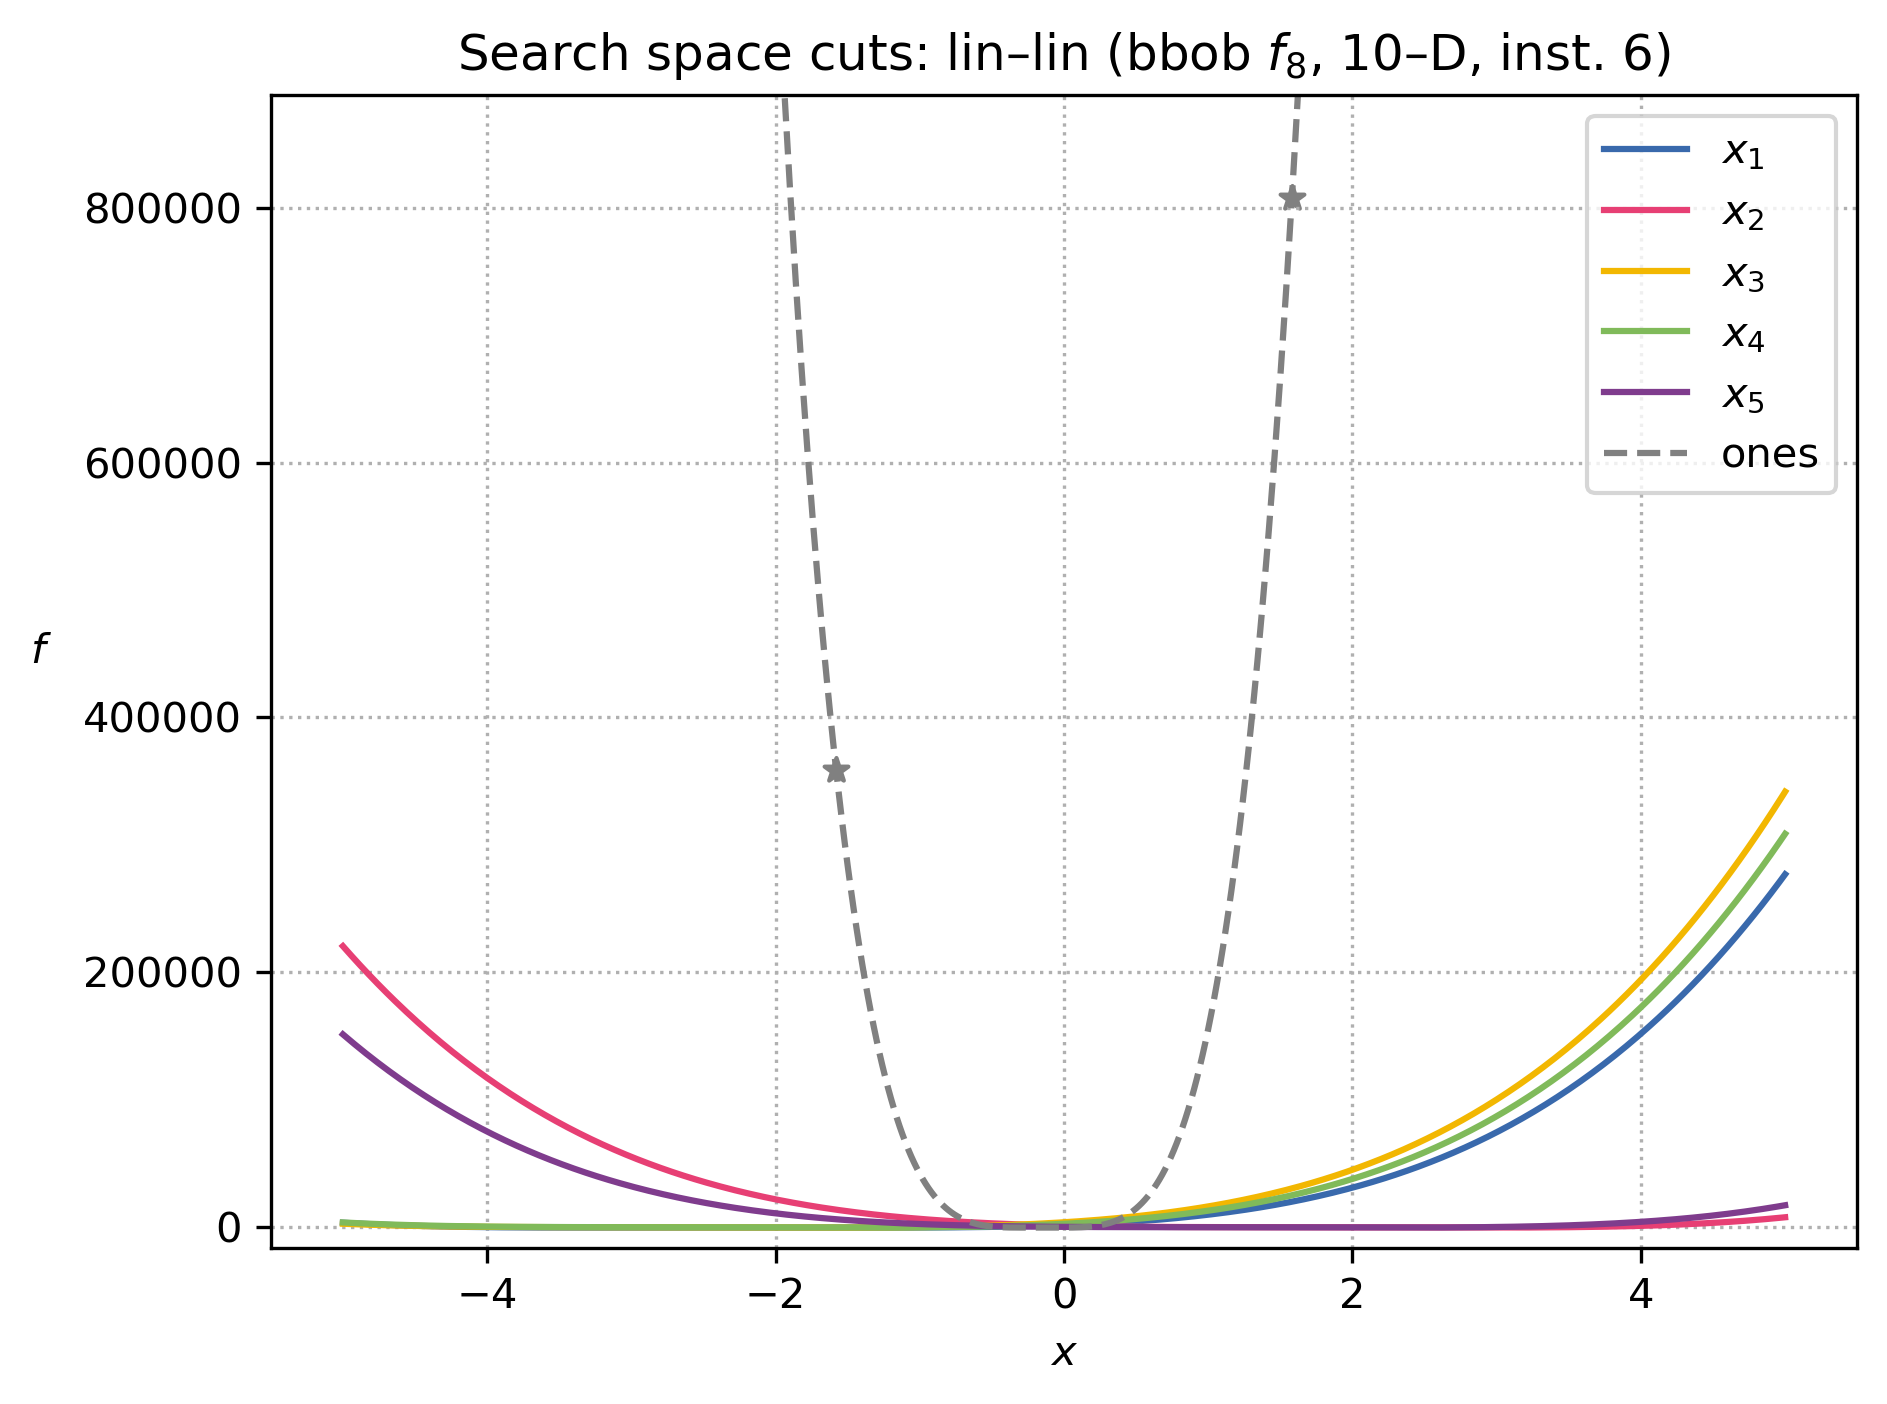 Search space cuts: lin–lin (bbob f₈, 10–D, inst. 6)
f
800000
600000
400000
200000
0
−4
−2
0
2
4
x
x₁
x₂
x₃
x₄
x₅
ones